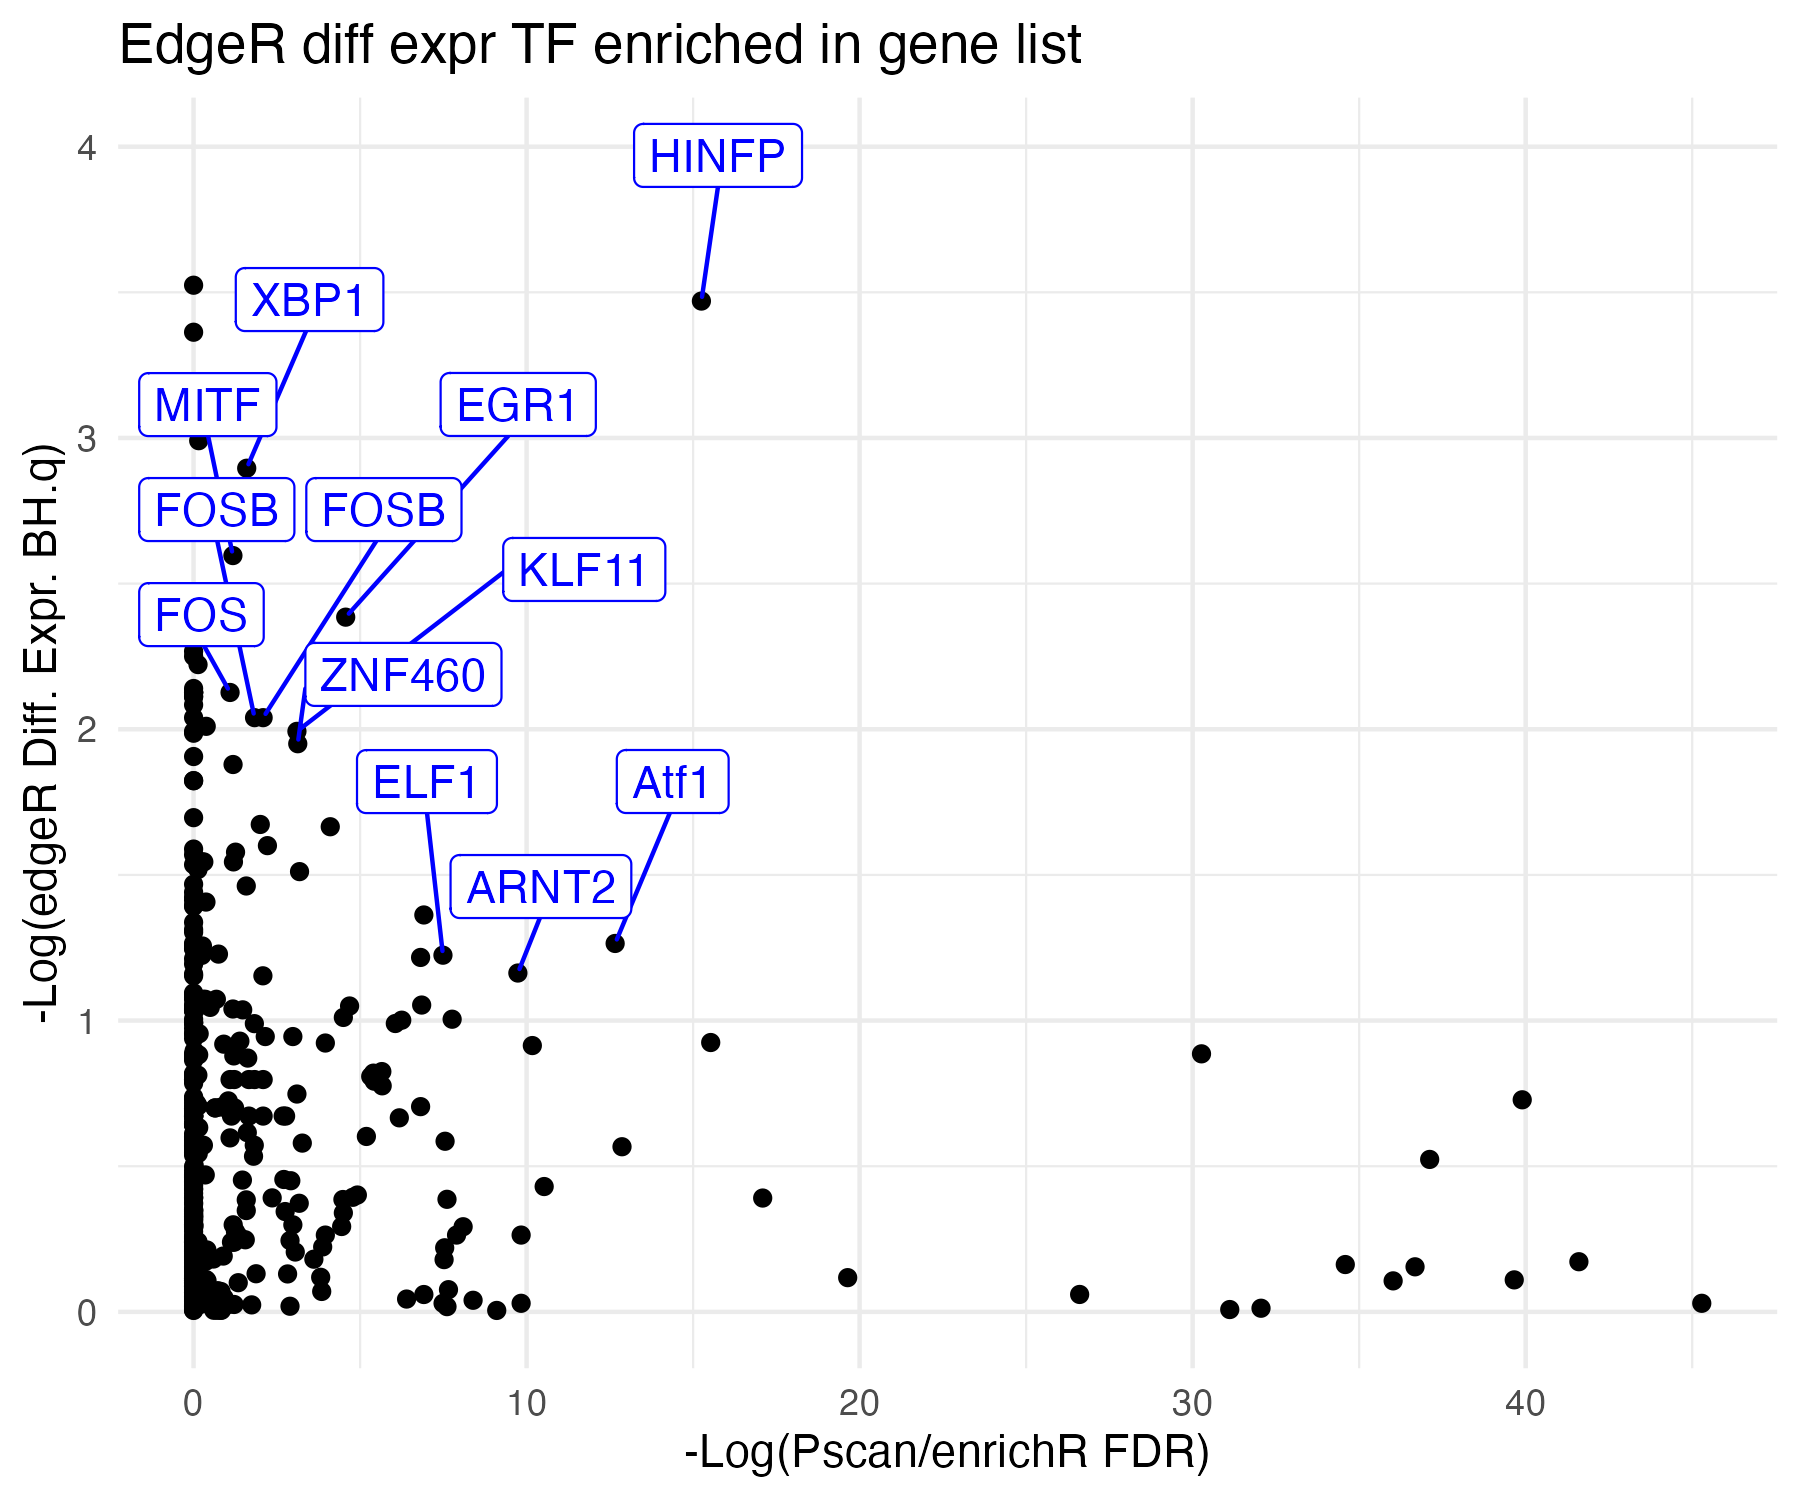 EdgeR diff expr TF enriched in gene list
-Log(edgeR Diff. Expr. BH.q)
4
3
2
1
0
HINFP
XBP1
MITF
EGR1
FOSB
FOSB
KLF11
FOS
ZNF460
ELF1
Atf1
ARNT2
0
10
20
30
40
-Log(Pscan/enrichR FDR)